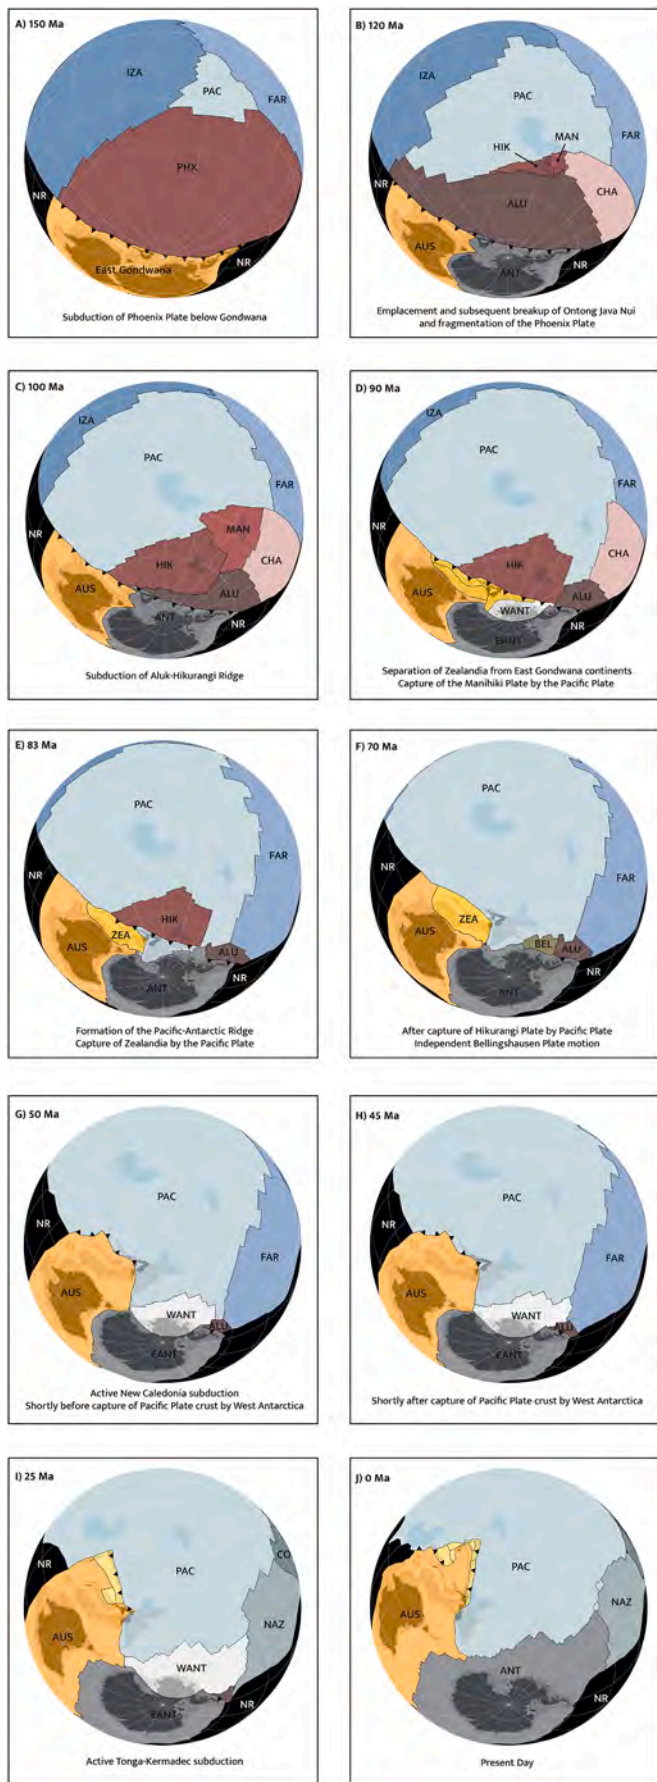 A) 150 Ma
IZA
PAC
FAR
PHX
NR
East Gondwana
NR
Subduction of Phoenix Plate below Gondwana
B) 120 Ma
IZA
PAC
FAR
MAN
HIK
NR
CHA
ALU
AUS
ANT
NR
Emplacement and subsequent breakup of Ontong Java Nui
and fragmentation of the Phoenix Plate
C) 100 Ma
IZA
PAC
FAR
NR
MAN
HIK
CHA
AUS
ALU
ANT
NR
Subduction of Aluk-Hikurangi Ridge
D) 90 Ma
IZA
PAC
FAR
NR
HIK
CHA
AUS
ALU
WANT
NR
EANT
Separation of Zealandia from East Gondwana continents
Capture of the Manihiki Plate by the Pacific Plate
E) 83 Ma
PAC
FAR
NR
HIK
ZEA
AUS
ALU
ANT
NR
Formation of the Pacific-Antarctic Ridge
Capture of Zealandia by the Pacific Plate
F) 70 Ma
PAC
FAR
NR
ZEA
AUS
BEL
ALU
NR
ANT
After capture of Hikurangi Plate by Pacific Plate
Independent Bellingshausen Plate motion
G) 50 Ma
PAC
NR
FAR
AUS
WANT
ALU
EANT
Active New Caledonia subduction
Shortly before capture of Pacific Plate crust by West Antarctica
H) 45 Ma
PAC
NR
FAR
AUS
WANT
ALU
EANT
Shortly after capture of Pacific Plate crust by West Antarctica
I) 25 Ma
CO
NR
PAC
NAZ
AUS
WANT
NR
EANT
Active Tonga-Kermadec subduction
J) 0 Ma
PAC
NAZ
AUS
ANT
NR
Present Day